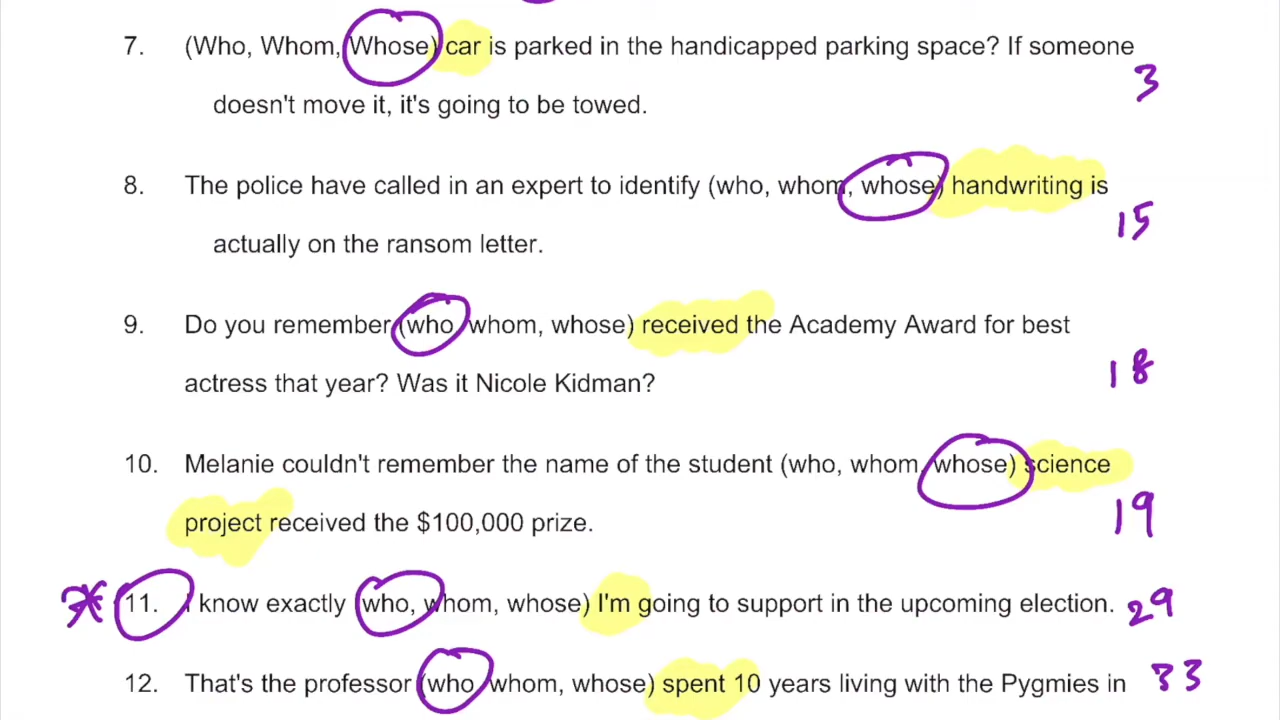 7. (Who, Whom, Whose) car is parked in the handicapped parking space? If someone
3
doesn't move it, it's going to be towed.
8. The police have called in an expert to identify (who, whom, whose) handwriting is
15
actually on the ransom letter.
9. Do you remember (who, whom, whose) received the Academy Award for best
18
actress that year? Was it Nicole Kidman?
10. Melanie couldn't remember the name of the student (who, whom, whose) science
19
project received the $100,000 prize.
11. I know exactly (who, whom, whose) I'm going to support in the upcoming election. 29
12. That's the professor (who, whom, whose) spent 10 years living with the Pygmies in 33